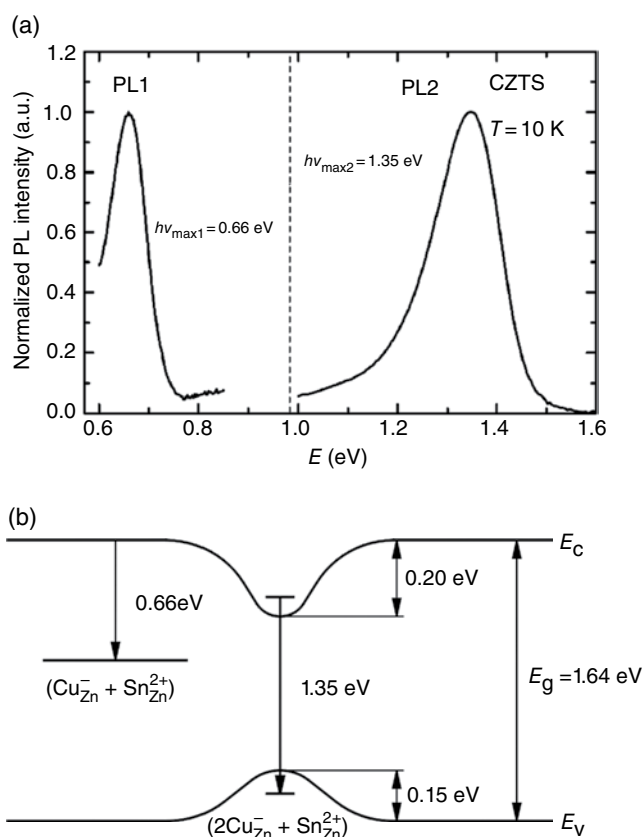 (a)
1.2
1.0
0.8
0.6
0.4
0.2
0.0
Normalized PL intensity (a.u.)
PL1
PL2
CZTS
T = 10 K
hν_max2 = 1.35 eV
hν_max1 = 0.66 eV
0.6 0.8 1.0 1.2 1.4 1.6
E (eV)
(b)
E_c
0.20 eV
0.66eV
(Cu⁻_Zn + Sn²⁺_Zn)
1.35 eV
E_g = 1.64 eV
0.15 eV
(2Cu⁻_Zn + Sn²⁺_Zn)
E_v